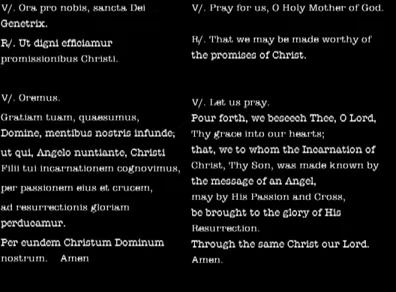 V/. Ora pro nobis, sancta Dei
Genetrix.
R/. Ut digni efficiamur
promissionibus Christi.
V/. Oremus.
Gratiam tuam, quaesumus,
Domine, mentibus nostris infunde;
ut qui, Angelo nuntiante, Christi
Filii tui incarnationem cognovimus,
per passionem eius et crucem,
ad resurrectionis gloriam
perducamur.
Per eundem Christum Dominum
nostrum. Amen
V/. Pray for us, O Holy Mother of God.
R/. That we may be made worthy of
the promises of Christ.
V/. Let us pray.
Pour forth, we beseech Thee, O Lord,
Thy grace into our hearts;
that, we to whom the Incarnation of
Christ, Thy Son, was made known by
the message of an Angel,
may by His Passion and Cross,
be brought to the glory of His
Resurrection.
Through the same Christ our Lord.
Amen.